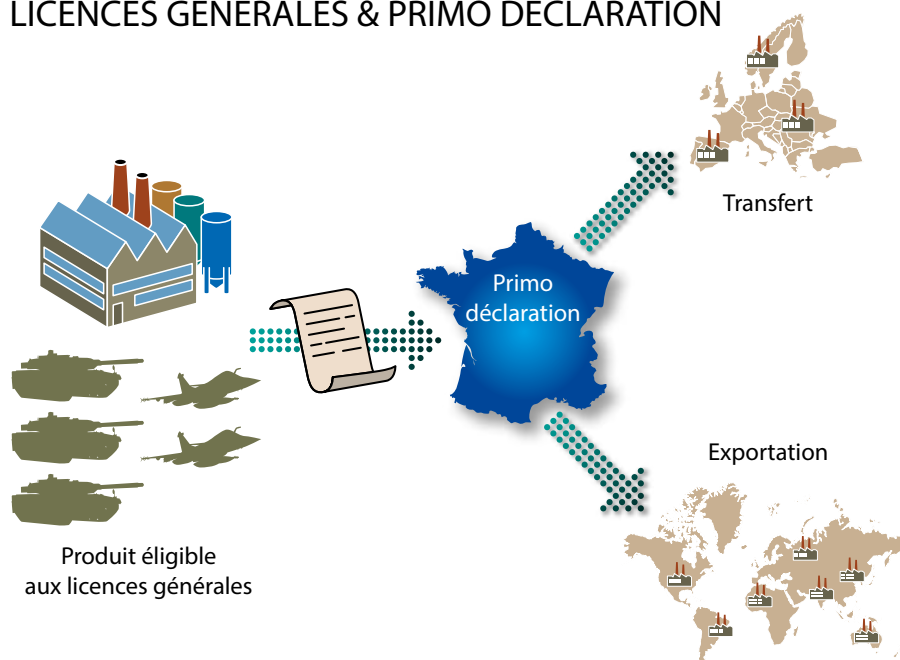 LICENCES GENERALES & PRIMO DECLARATION
Transfert
Primo
déclaration
Exportation
Produit éligible
aux licences générales